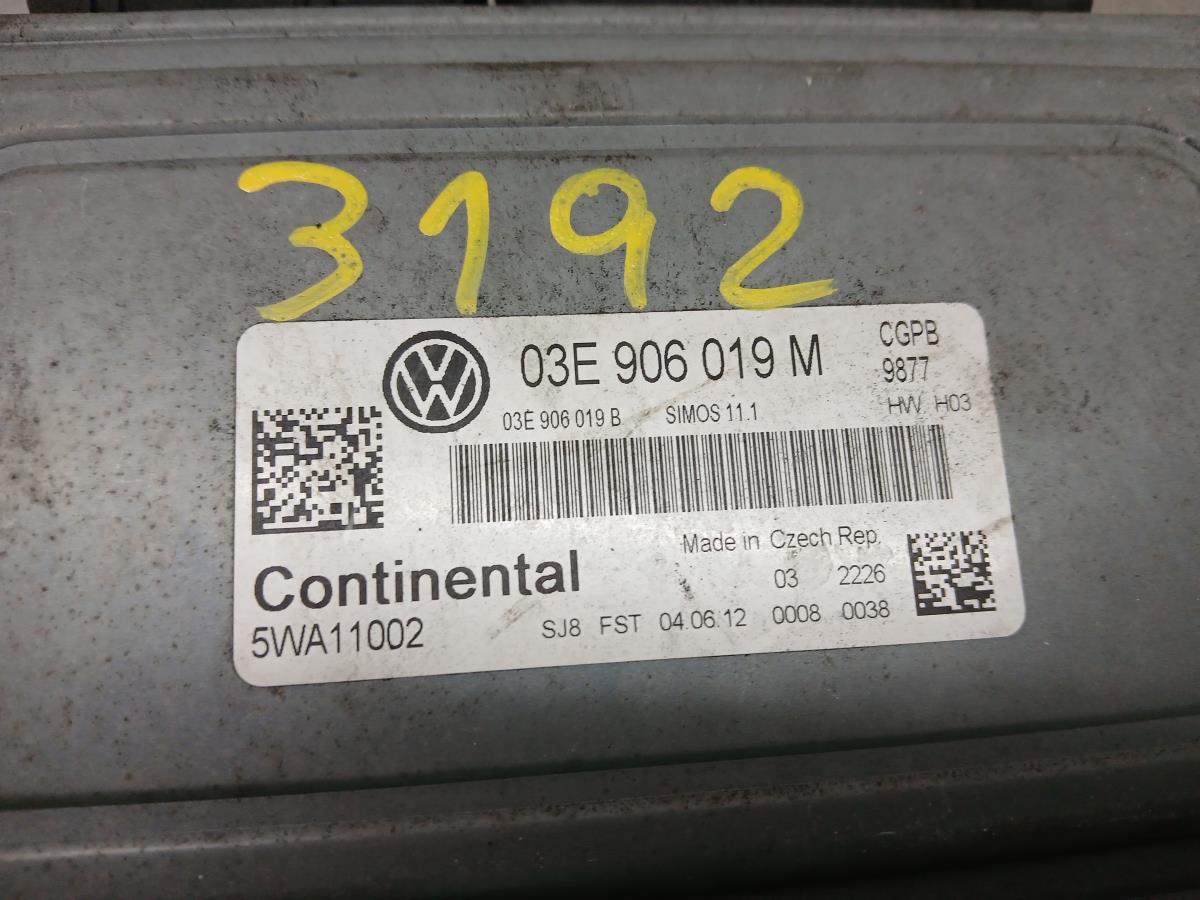 3192
03E 906 019 M CGPB
9877
03E 906 019 B SIMOS 11.1 HW H03
Made in Czech Rep.
Continental 03 2226
5WA11002 SJ8 FST 04.06.12 0008 0038